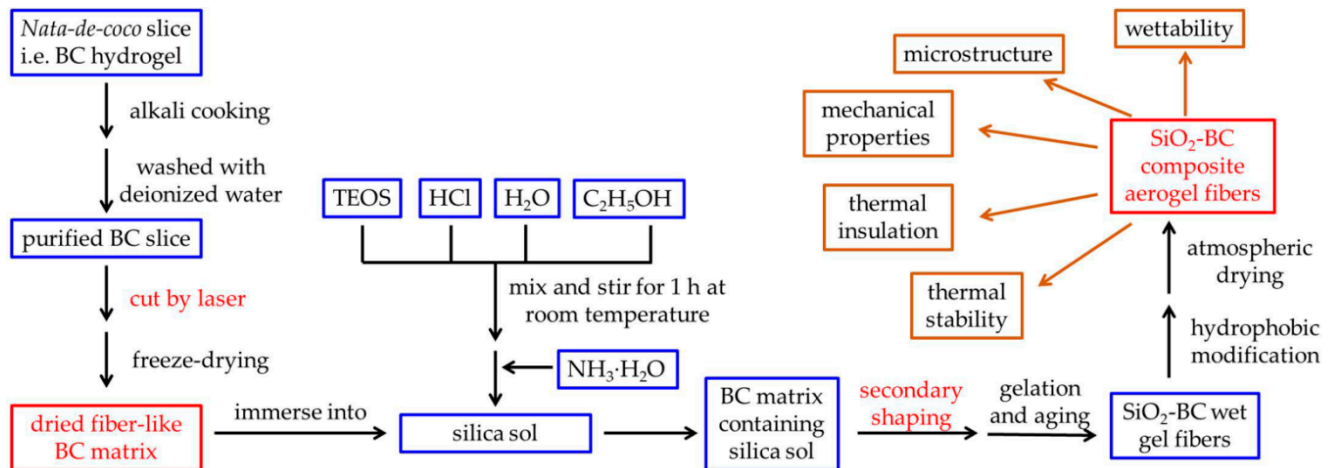 Nata-de-coco slice
i.e. BC hydrogel
alkali cooking
washed with
deionized water
purified BC slice
cut by laser
freeze-drying
dried fiber-like
BC matrix
immerse into
TEOS
HCl
H₂O
C₂H₅OH
mix and stir for 1 h at
room temperature
NH₃·H₂O
silica sol
BC matrix
containing
silica sol
secondary
shaping
gelation
and aging
SiO₂-BC wet
gel fibers
hydrophobic
modification
atmospheric
drying
SiO₂-BC
composite
aerogel fibers
wettability
microstructure
mechanical
properties
thermal
insulation
thermal
stability